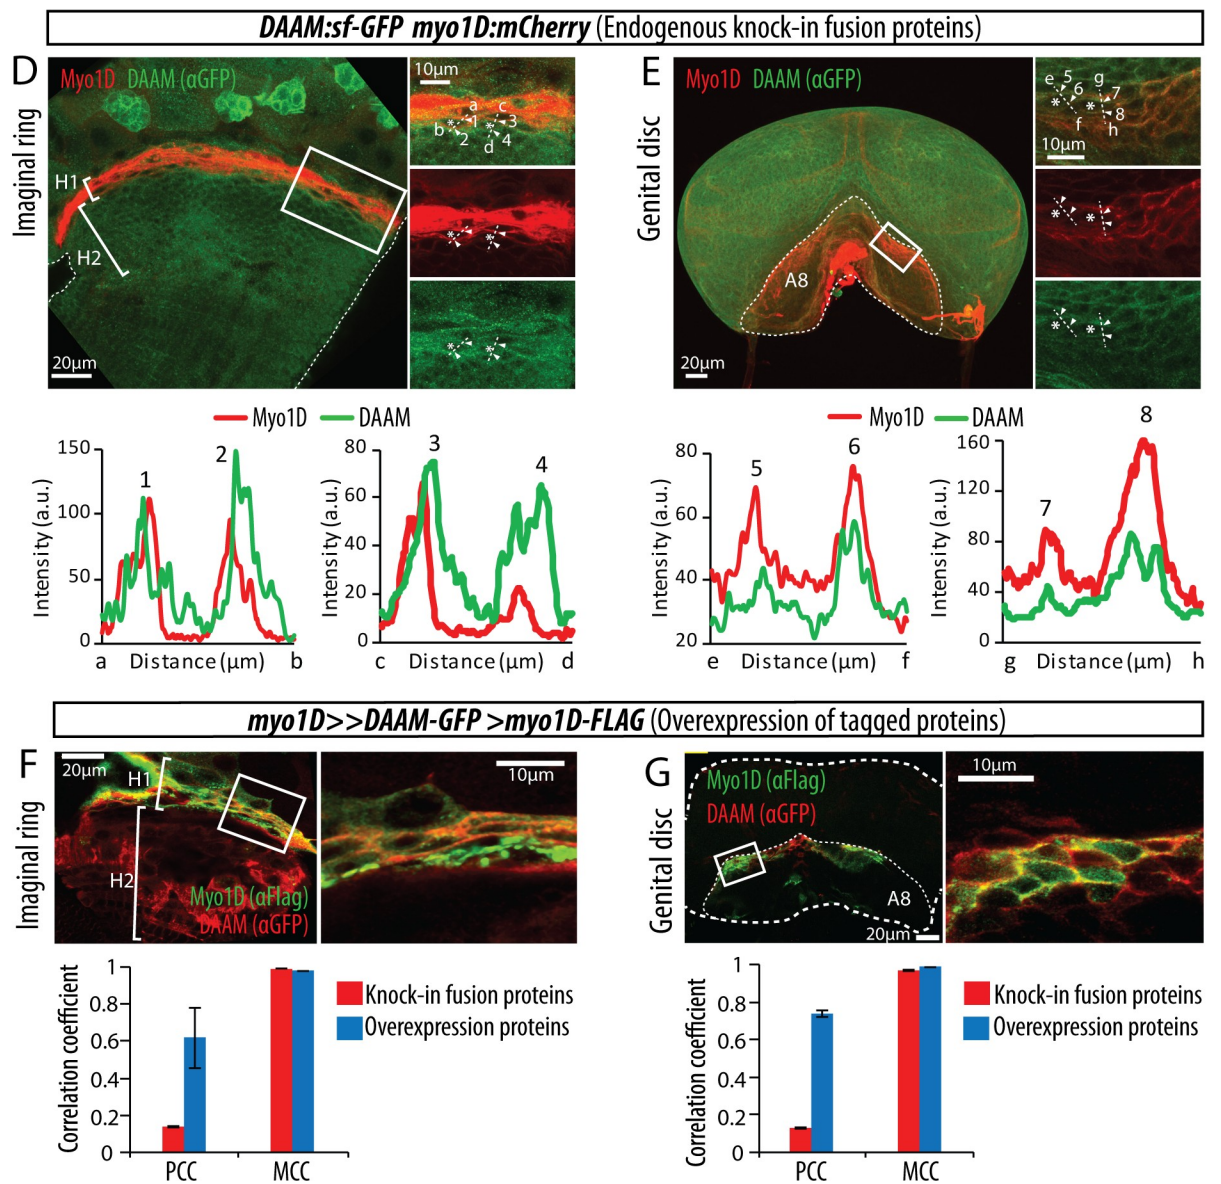 DAAM:sf-GFP myo1D:mCherry (Endogenous knock-in fusion proteins)
D
Imaginal ring
Myo1D DAAM (αGFP)
H1
H2
20µm
10µm
a
c
1
3
b
2
4
d
E
Genital disc
Myo1D DAAM (αGFP)
A8
20µm
e 5 g
6 7
8
f h
10µm
Myo1D DAAM
Intensity (a.u.)
150
100
50
0
1
2
a Distance (µm) b
Intensity (a.u.)
80
60
40
20
0
3
4
c Distance (µm) d
Myo1D DAAM
Intensity (a.u.)
80
60
40
20
5
6
e Distance (µm) f
Intensity (a.u.)
160
120
80
40
0
7
8
g Distance (µm) h
myo1D>>DAAM-GFP >myo1D-FLAG (Overexpression of tagged proteins)
F
Imaginal ring
20µm
H1
H2
Myo1D (αFlag)
DAAM (αGFP)
10µm
G
Genital disc
Myo1D (αFlag)
DAAM (αGFP)
A8
20µm
10µm
Correlation coefficient
1
0.8
0.6
0.4
0.2
0
PCC MCC
Knock-in fusion proteins
Overexpression proteins
Correlation coefficient
1
0.8
0.6
0.4
0.2
0
PCC MCC
Knock-in fusion proteins
Overexpression proteins